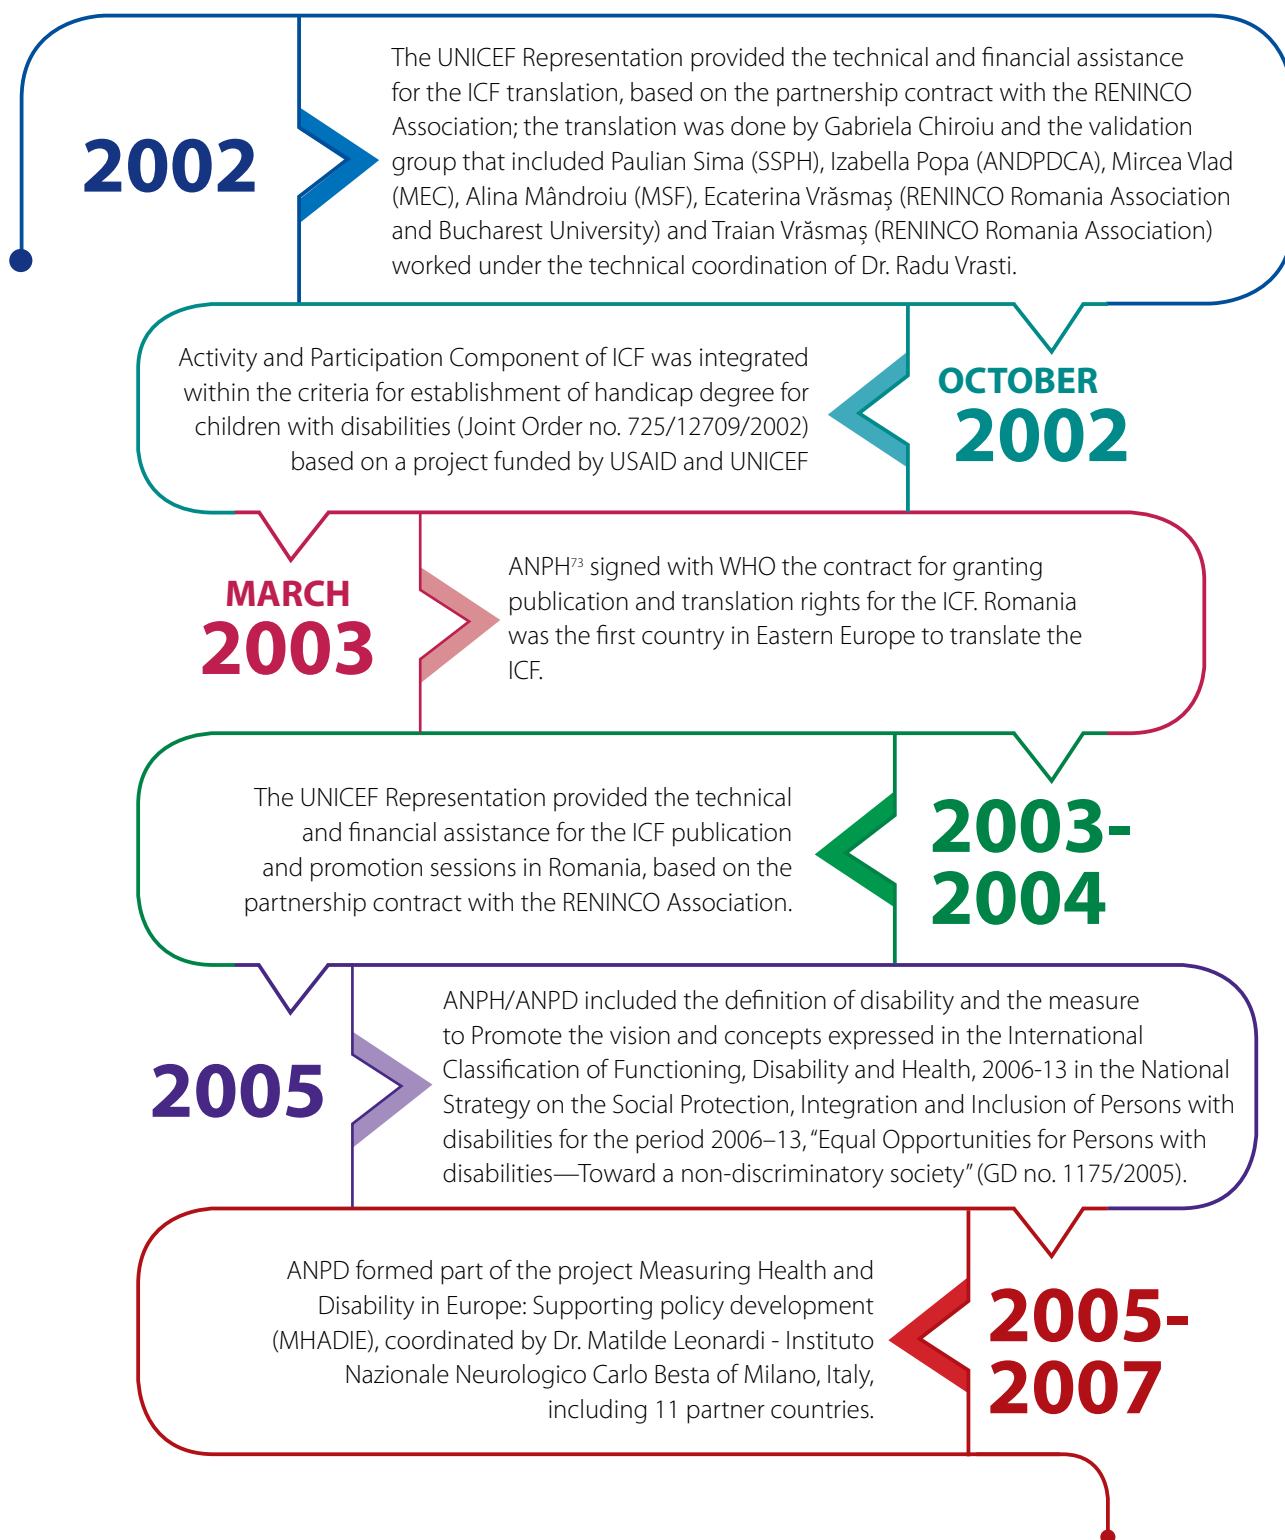 2002
The UNICEF Representation provided the technical and financial assistance
for the ICF translation, based on the partnership contract with the RENINCO
Association; the translation was done by Gabriela Chiroiu and the validation
group that included Paulian Sima (SSPH), Izabella Popa (ANDPDCA), Mircea Vlad
(MEC), Alina Mândroiu (MSF), Ecaterina Vrăsmaș (RENINCO Romania Association
and Bucharest University) and Traian Vrăsmaș (RENINCO Romania Association)
worked under the technical coordination of Dr. Radu Vrasti.
OCTOBER
2002
Activity and Participation Component of ICF was integrated
within the criteria for establishment of handicap degree for
children with disabilities (Joint Order no. 725/12709/2002)
based on a project funded by USAID and UNICEF
MARCH
2003
ANPH73 signed with WHO the contract for granting
publication and translation rights for the ICF. Romania
was the first country in Eastern Europe to translate the
ICF.
2003-
2004
The UNICEF Representation provided the technical
and financial assistance for the ICF publication
and promotion sessions in Romania, based on the
partnership contract with the RENINCO Association.
2005
ANPH/ANPD included the definition of disability and the measure
to Promote the vision and concepts expressed in the International
Classification of Functioning, Disability and Health, 2006-13 in the National
Strategy on the Social Protection, Integration and Inclusion of Persons with
disabilities for the period 2006–13, “Equal Opportunities for Persons with
disabilities—Toward a non-discriminatory society” (GD no. 1175/2005).
2005-
2007
ANPD formed part of the project Measuring Health and
Disability in Europe: Supporting policy development
(MHADIE), coordinated by Dr. Matilde Leonardi - Instituto
Nazionale Neurologico Carlo Besta of Milano, Italy,
including 11 partner countries.